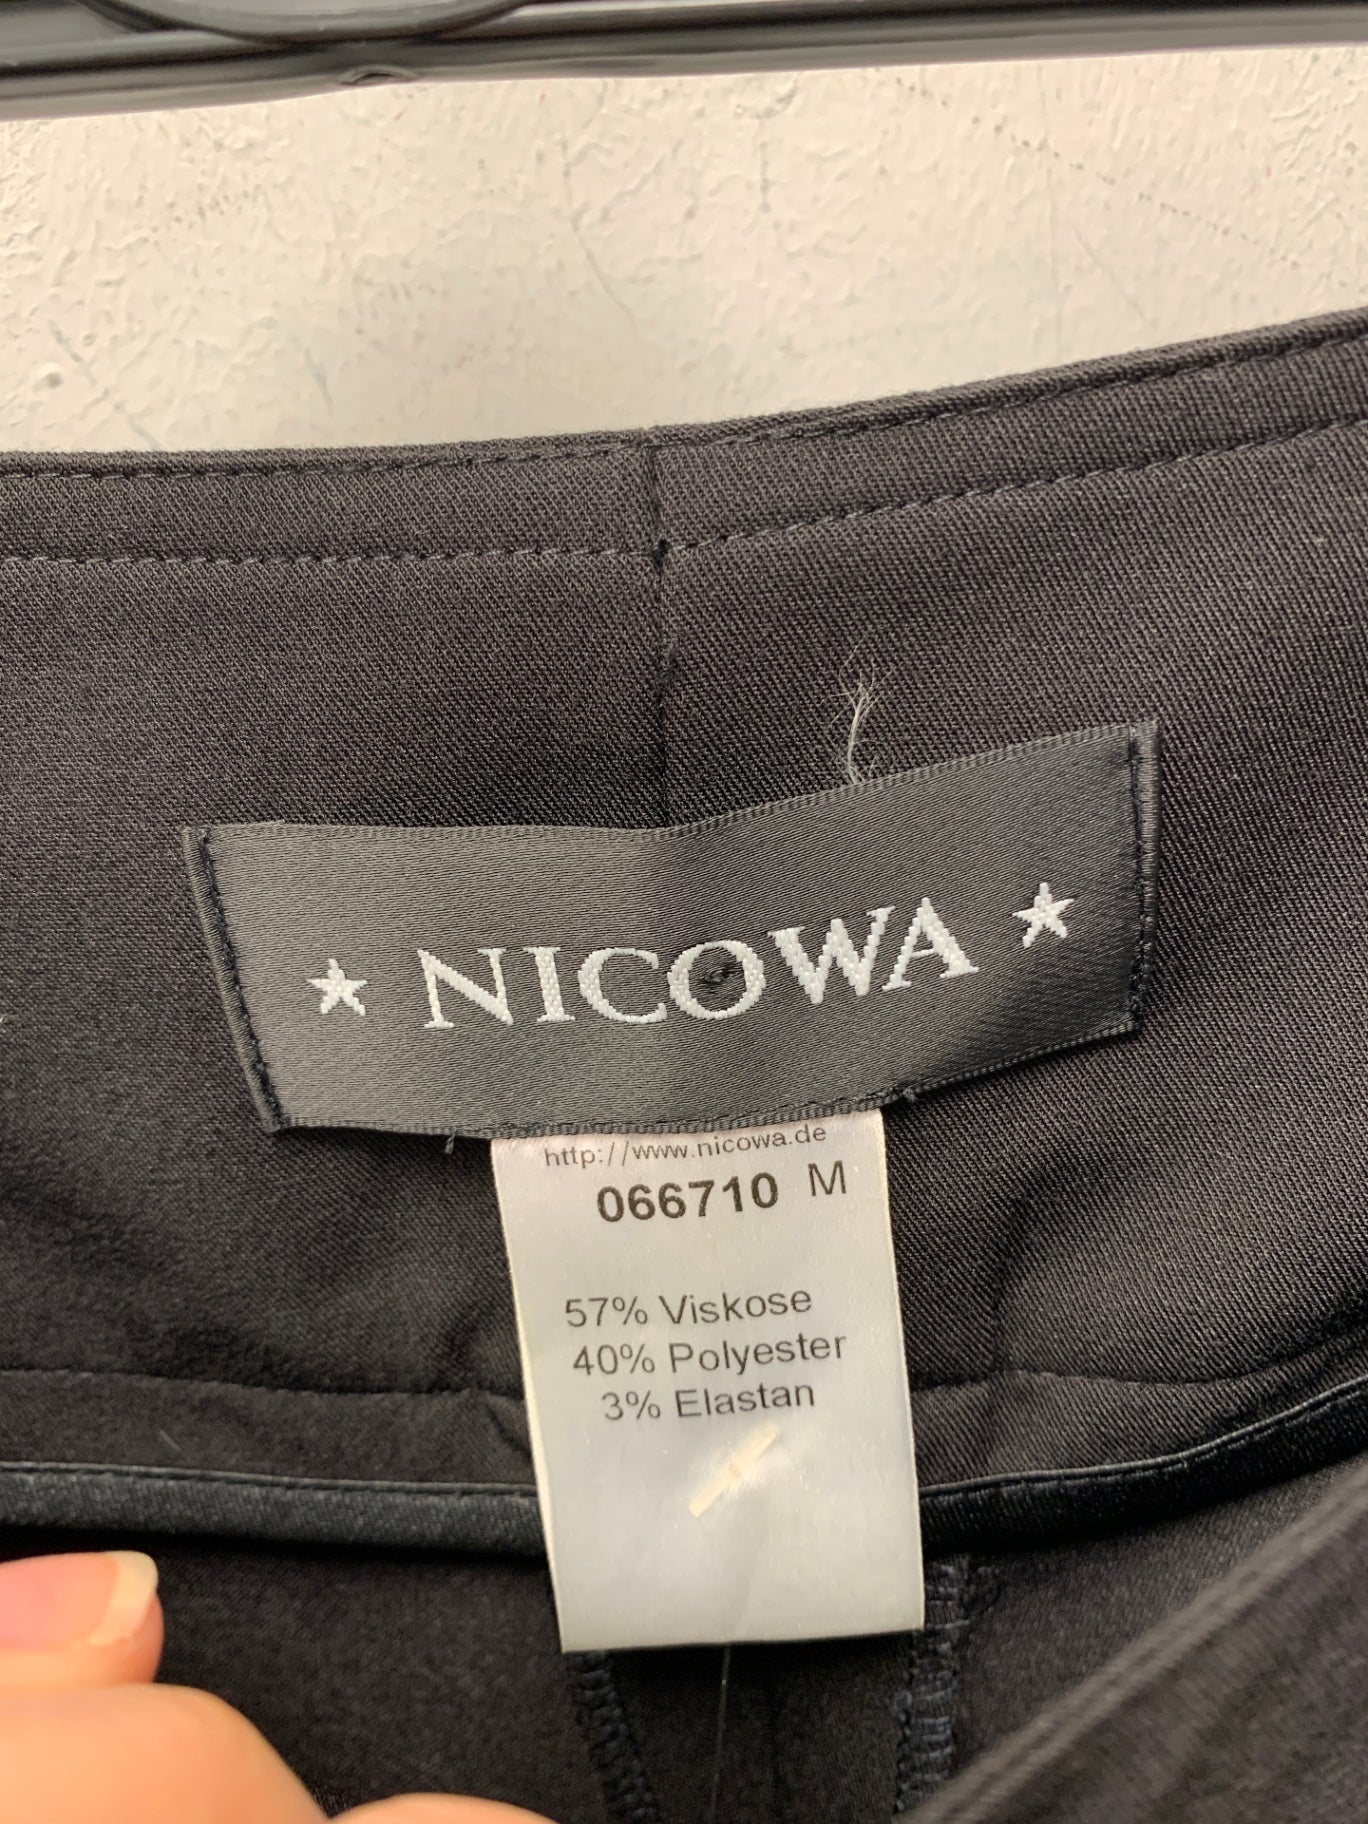 NICOWA
http://www.nicowa.de
066710 M
57% Viskose
40% Polyester
3% Elastan